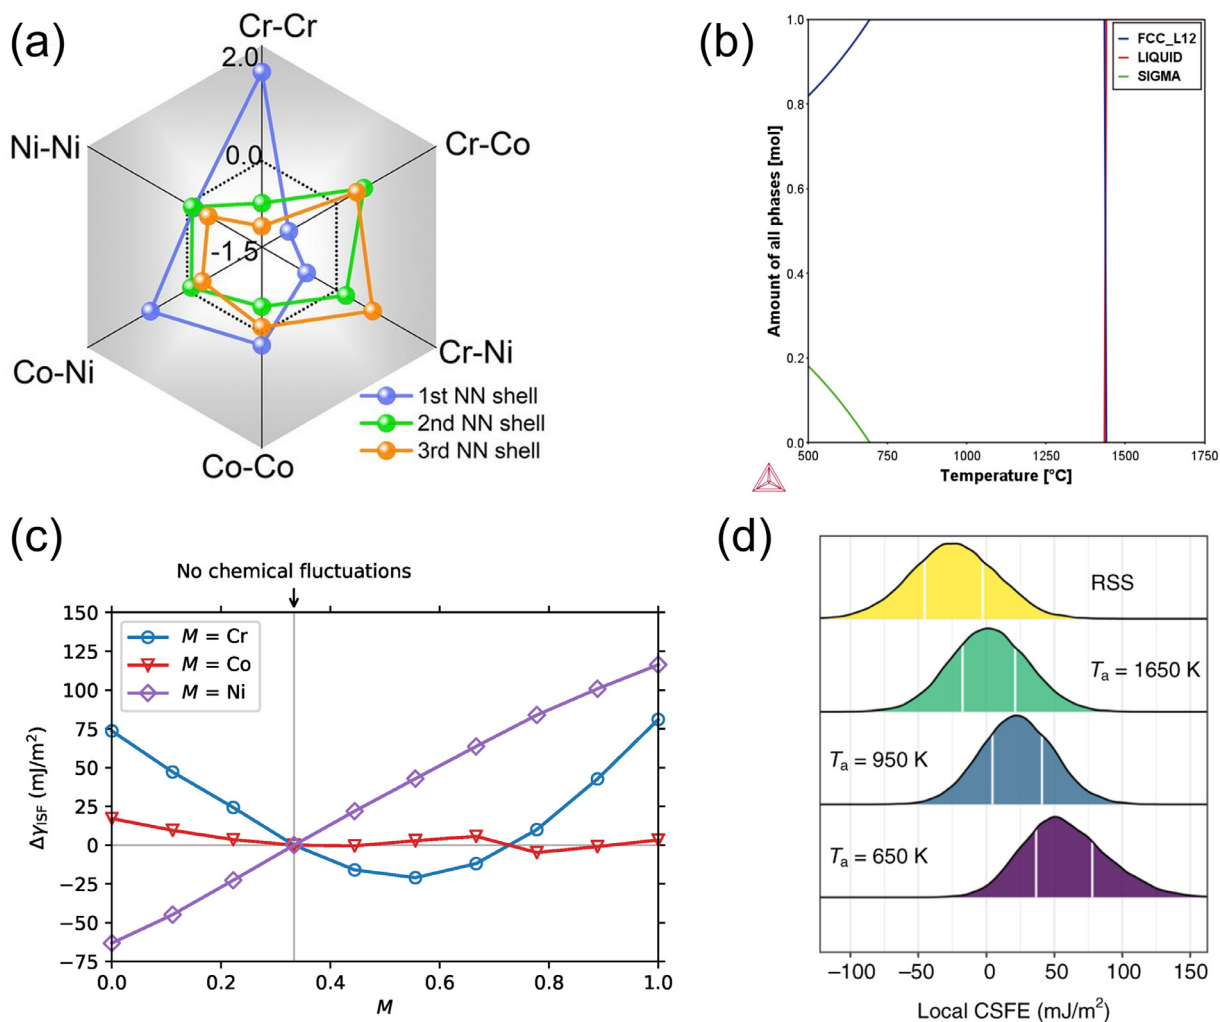 (a)
Cr-Cr
2.0
Ni-Ni
0.0
Cr-Co
-1.5
Co-Ni
Cr-Ni
Co-Co
1st NN shell
2nd NN shell
3rd NN shell
(b)
FCC_L12
LIQUID
SIGMA
Amount of all phases [mol]
1.0
0.8
0.6
0.4
0.2
0.0
500 750 1000 1250 1500 1750
Temperature [°C]
(c)
No chemical fluctuations
M = Cr
M = Co
M = Ni
ΔγISF (mJ/m²)
150
125
100
75
50
25
0
−25
−50
−75
0.0 0.2 0.4 0.6 0.8 1.0
M
(d)
RSS
Ta = 1650 K
Ta = 950 K
Ta = 650 K
−100 −50 0 50 100 150
Local CSFE (mJ/m²)